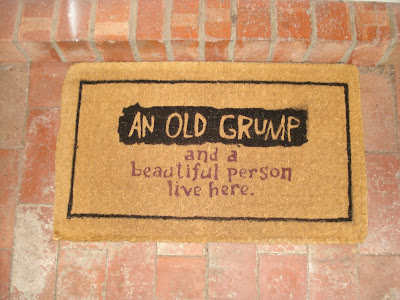 AN OLD GRUMP
and a
beautiful person
live here.